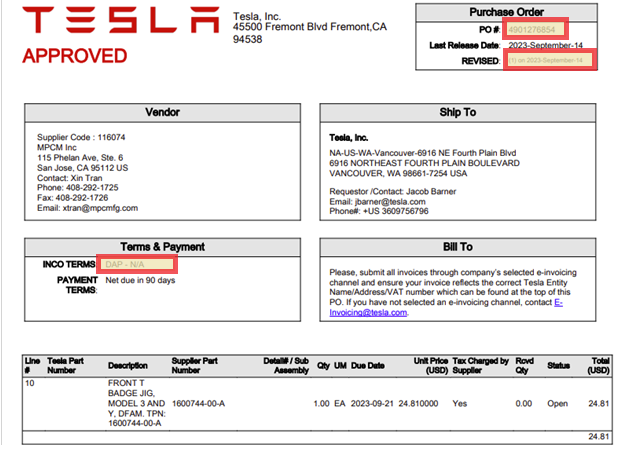 TESLA
APPROVED
Tesla, Inc.
45500 Fremont Blvd Fremont,CA
94538
Purchase Order
PO #: 4901276854
Last Release Date: 2023-September-14
REVISED: (1) on 2023-September-14
Vendor
Supplier Code : 116074
MPCM Inc
115 Phelan Ave, Ste. 6
San Jose, CA 95112 US
Contact: Xin Tran
Phone: 408-292-1725
Fax: 408-292-1726
Email: xtran@mpcmfg.com
Ship To
Tesla, Inc.
NA-US-WA-Vancouver-6916 NE Fourth Plain Blvd
6916 NORTHEAST FOURTH PLAIN BOULEVARD
VANCOUVER, WA 98661-7254 USA
Requestor /Contact: Jacob Barner
Email: jbarner@tesla.com
Phone#: +US 3609756796
Terms & Payment
INCO TERMS: DAP - N/A
PAYMENT TERMS: Net due in 90 days
Bill To
Please, submit all invoices through company's selected e-invoicing
channel and ensure your invoice reflects the correct Tesla Entity
Name/Address/VAT number which can be found at the top of this
PO. If you have not selected an e-invoicing channel, contact E-
Invoicing@tesla.com.
Line # Tesla Part Number Description Supplier Part Number Detail# / Sub Assembly Qty UM Due Date Unit Price (USD) Tax Charged by Supplier Rcvd Qty Status Total (USD)
10 FRONT T
BADGE JIG,
MODEL 3 AND 1600744-00-A 1.00 EA 2023-09-21 24.810000 Yes 0.00 Open 24.81
Y, DFAM. TPN:
1600744-00-A
24.81